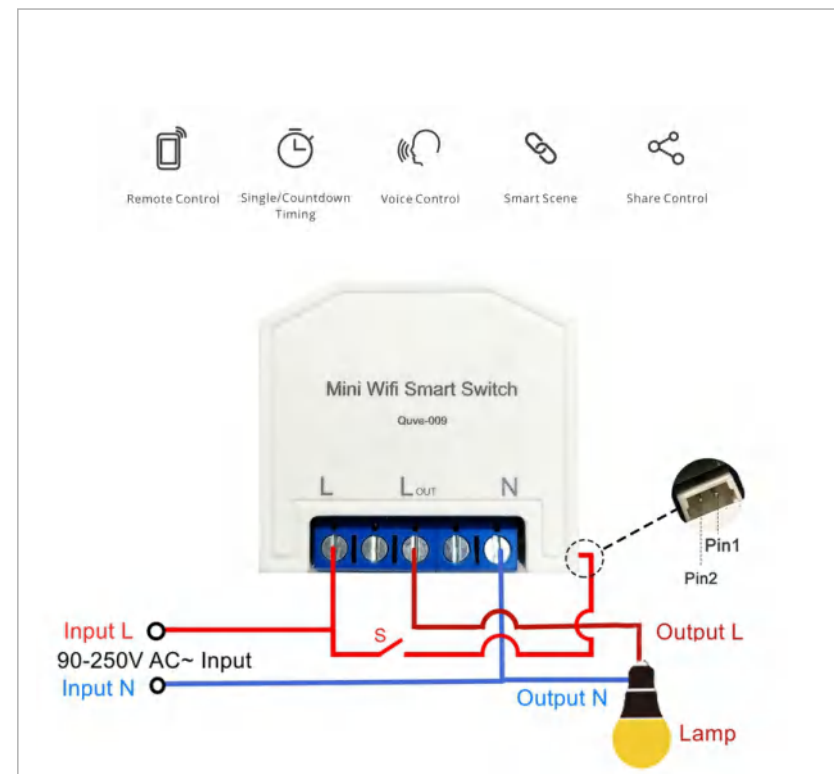 Remote Control
Single/Countdown
Timing
Voice Control
Smart Scene
Share Control
Mini Wifi Smart Switch
Quve-009
L
LOUT
N
Pin1
Pin2
Input L
S
Output L
90-250V AC~ Input
Input N
Output N
Lamp